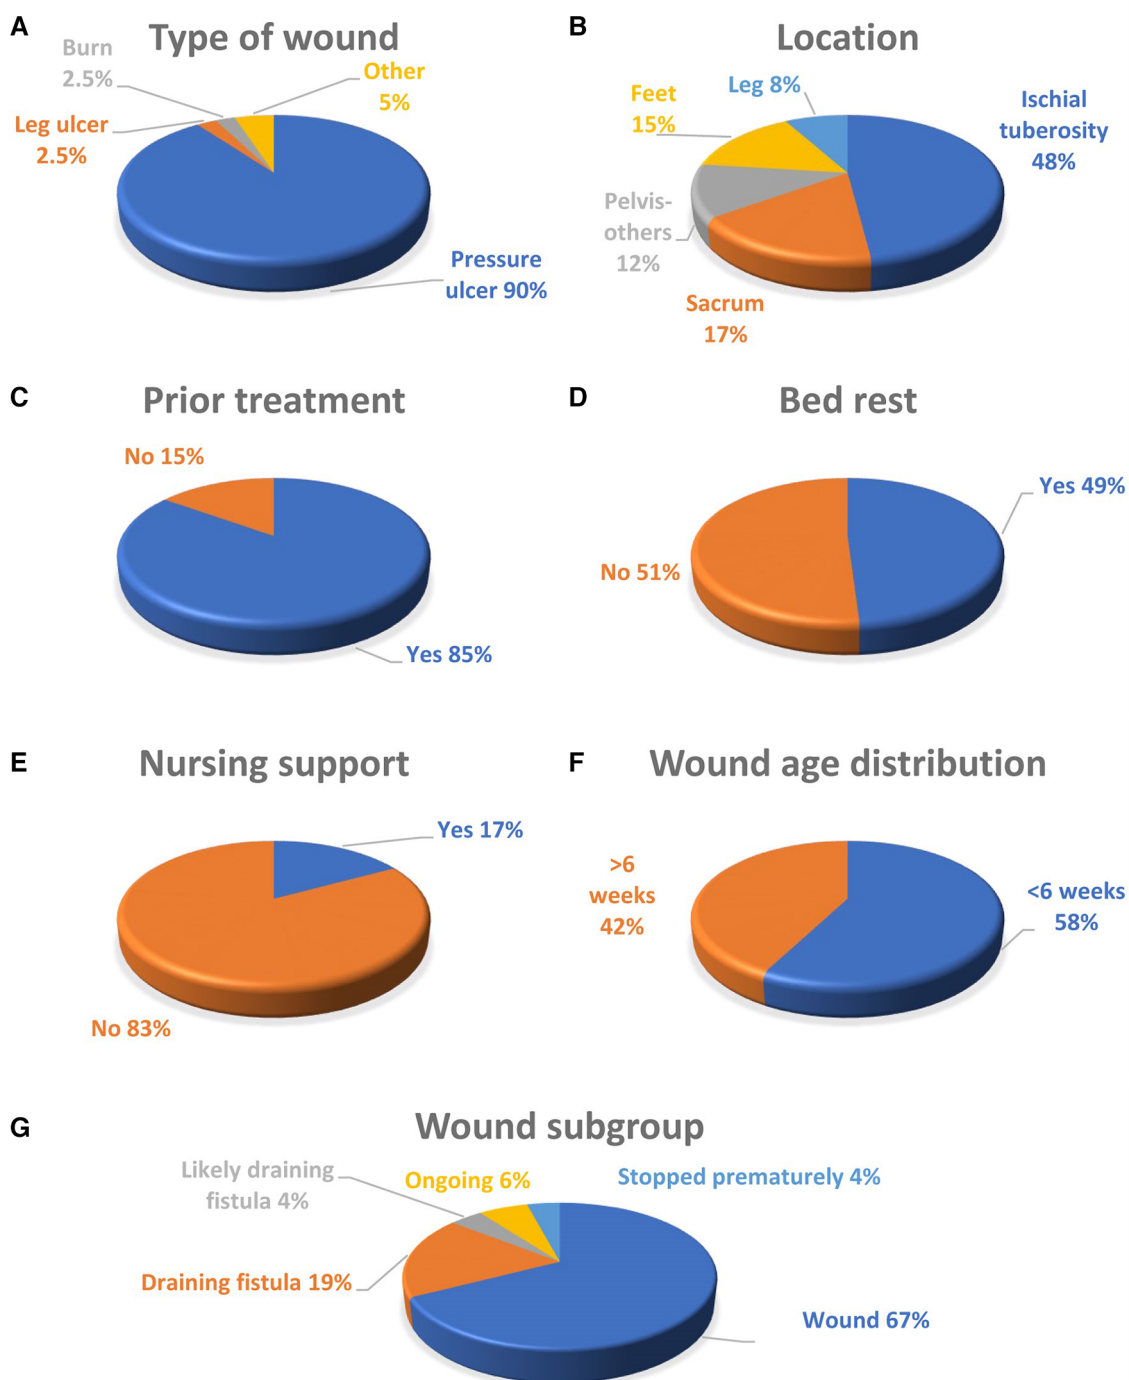 A
Type of wound
Burn
2.5%
Other
5%
Leg ulcer
2.5%
Pressure
ulcer 90%
B
Location
Leg 8%
Feet
15%
Ischial
tuberosity
48%
Pelvis-
others
12%
Sacrum
17%
C
Prior treatment
No 15%
Yes 85%
D
Bed rest
Yes 49%
No 51%
E
Nursing support
Yes 17%
No 83%
F
Wound age distribution
>6
weeks
42%
<6 weeks
58%
G
Wound subgroup
Likely draining
fistula 4%
Ongoing 6%
Stopped prematurely 4%
Draining fistula 19%
Wound 67%